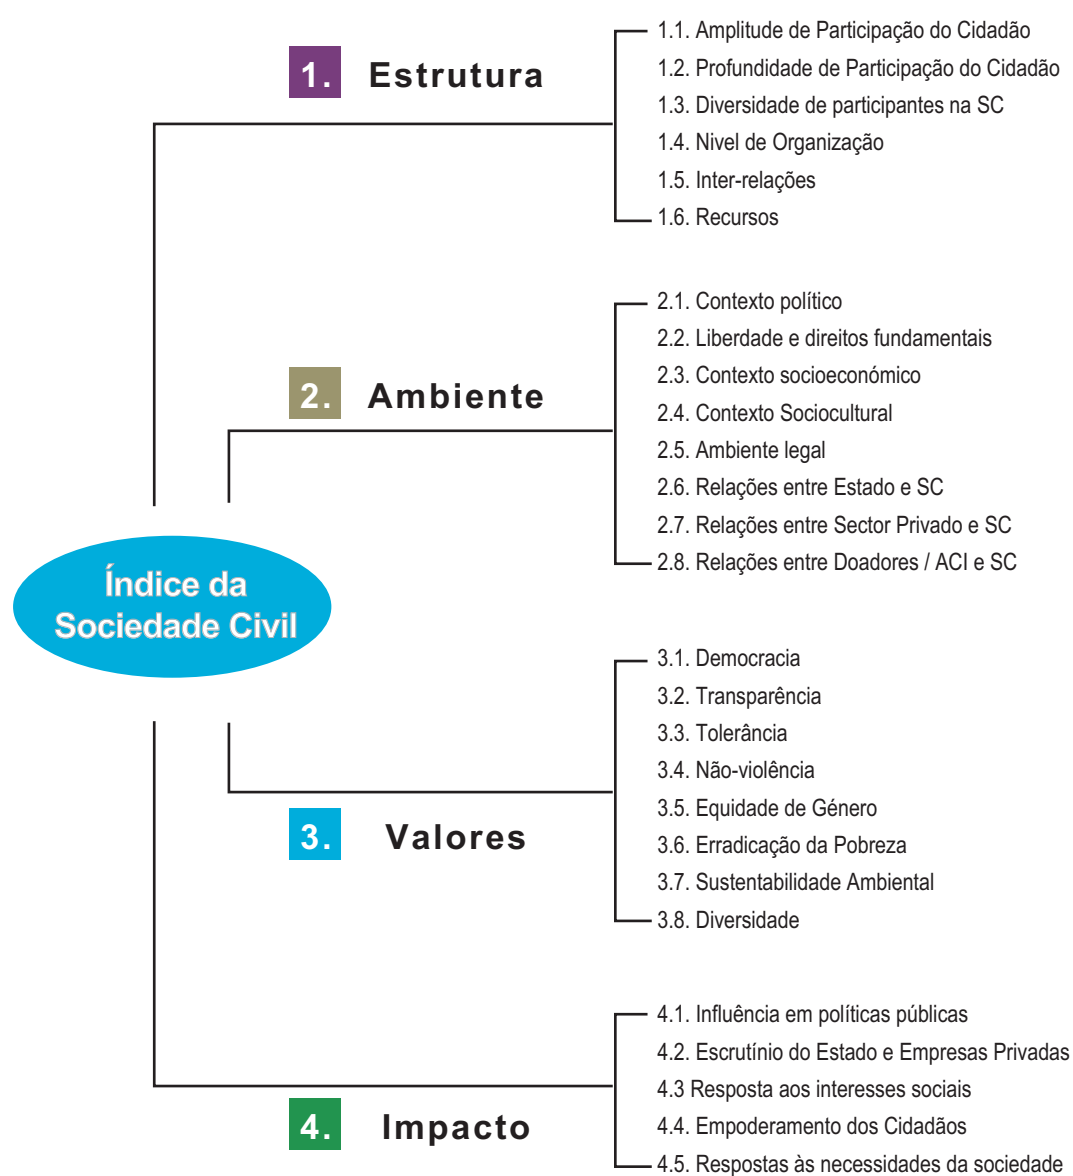 1. Estrutura
1.1. Amplitude de Participação do Cidadão
1.2. Profundidade de Participação do Cidadão
1.3. Diversidade de participantes na SC
1.4. Nivel de Organização
1.5. Inter-relações
1.6. Recursos
2. Ambiente
2.1. Contexto político
2.2. Liberdade e direitos fundamentais
2.3. Contexto socioeconómico
2.4. Contexto Sociocultural
2.5. Ambiente legal
2.6. Relações entre Estado e SC
2.7. Relações entre Sector Privado e SC
2.8. Relações entre Doadores / ACI e SC
Índice da
Sociedade Civil
3. Valores
3.1. Democracia
3.2. Transparência
3.3. Tolerância
3.4. Não-violência
3.5. Equidade de Género
3.6. Erradicação da Pobreza
3.7. Sustentabilidade Ambiental
3.8. Diversidade
4. Impacto
4.1. Influência em políticas públicas
4.2. Escrutínio do Estado e Empresas Privadas
4.3 Resposta aos interesses sociais
4.4. Empoderamento dos Cidadãos
4.5. Respostas às necessidades da sociedade